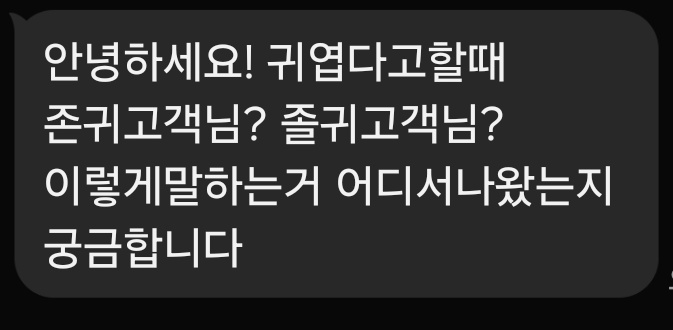 안녕하세요! 귀엽다고할때
존귀고객님? 졸귀고객님?
이렇게말하는거 어디서나왔는지
궁금합니다